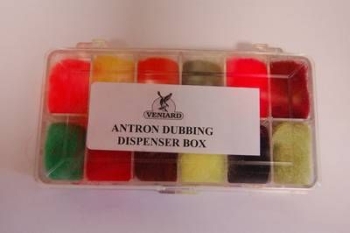 VENIARD
ANTRON DUBBING
DISPENSER BOX